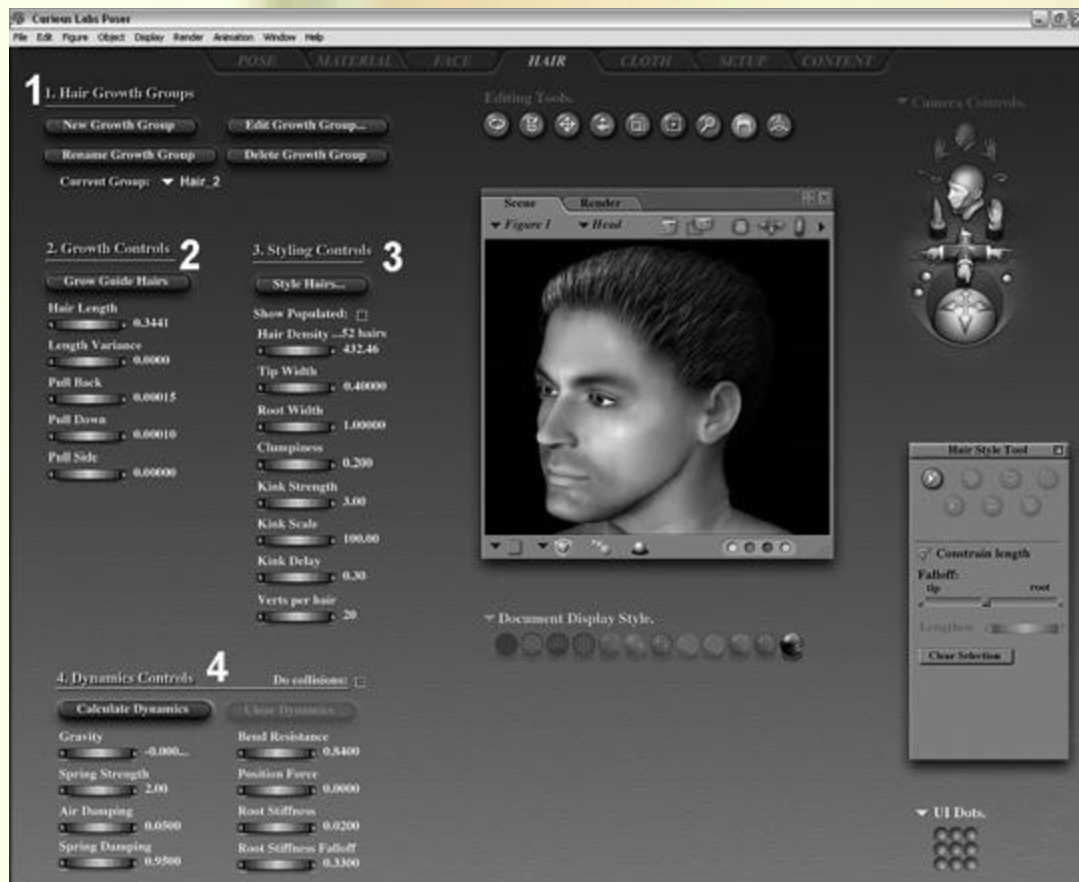 Curious Labs Poser
File Edit Figure Object Display Render Animation Window Help
POSE MATERIAL FACE HAIR CLOTH SETUP CONTENT
1
1. Hair Growth Groups
New Growth Group Edit Growth Group...
Rename Growth Group Delete Growth Group
Current Group: Hair_2
2. Growth Controls 2
Grow Guide Hairs
Hair Length
0.3441
Length Variance
0.0000
Pull Back
0.00015
Pull Down
0.00010
Pull Side
0.00000
3. Styling Controls 3
Style Hairs...
Show Populated:
Hair Density ...52 hairs
432.46
Tip Width
0.40000
Root Width
1.00000
Clumpiness
0.200
Kink Strength
3.00
Kink Scale
100.00
Kink Delay
0.30
Verts per hair
20
4. Dynamics Controls 4 Do collisions:
Calculate Dynamics Clear Dynamics
Gravity
-0.000...
Spring Strength
2.00
Air Damping
0.0500
Spring Damping
0.9500
Bend Resistance
0.8400
Position Force
0.0000
Root Stiffness
0.0200
Root Stiffness Falloff
0.3300
Editing Tools.
Scene Render
Figure 1 Head
Document Display Style.
Camera Controls.
Hair Style Tool
Constrain length
Falloff:
tip root
Lengthen
Clear Selection
UI Dots.